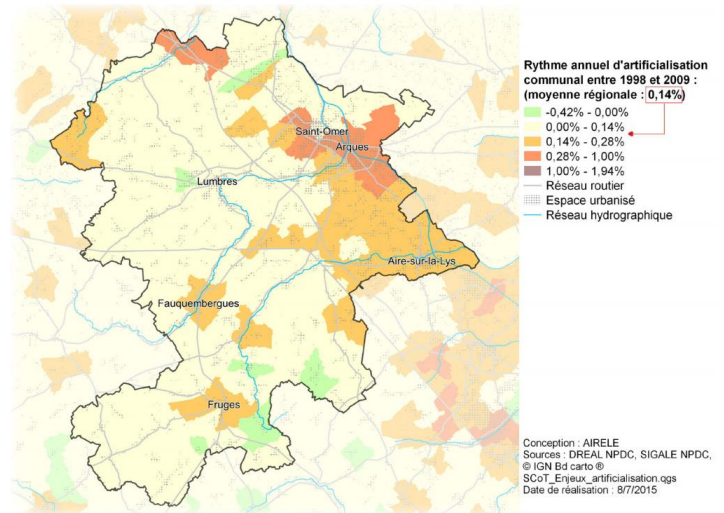 Rythme annuel d'artificialisation
communal entre 1998 et 2009 :
(moyenne régionale : 0,14%)
-0,42% - 0,00%
0,00% - 0,14%
0,14% - 0,28%
0,28% - 1,00%
1,00% - 1,94%
Réseau routier
Espace urbanisé
Réseau hydrographique
Saint-Omer
Arques
Lumbres
Aire-sur-la-Lys
Fauquembergues
Fruges
Conception : AIRELE
Sources : DREAL NPDC, SIGALE NPDC,
© IGN Bd carto ®
SCoT_Enjeux_artificialisation.qgs
Date de réalisation : 8/7/2015